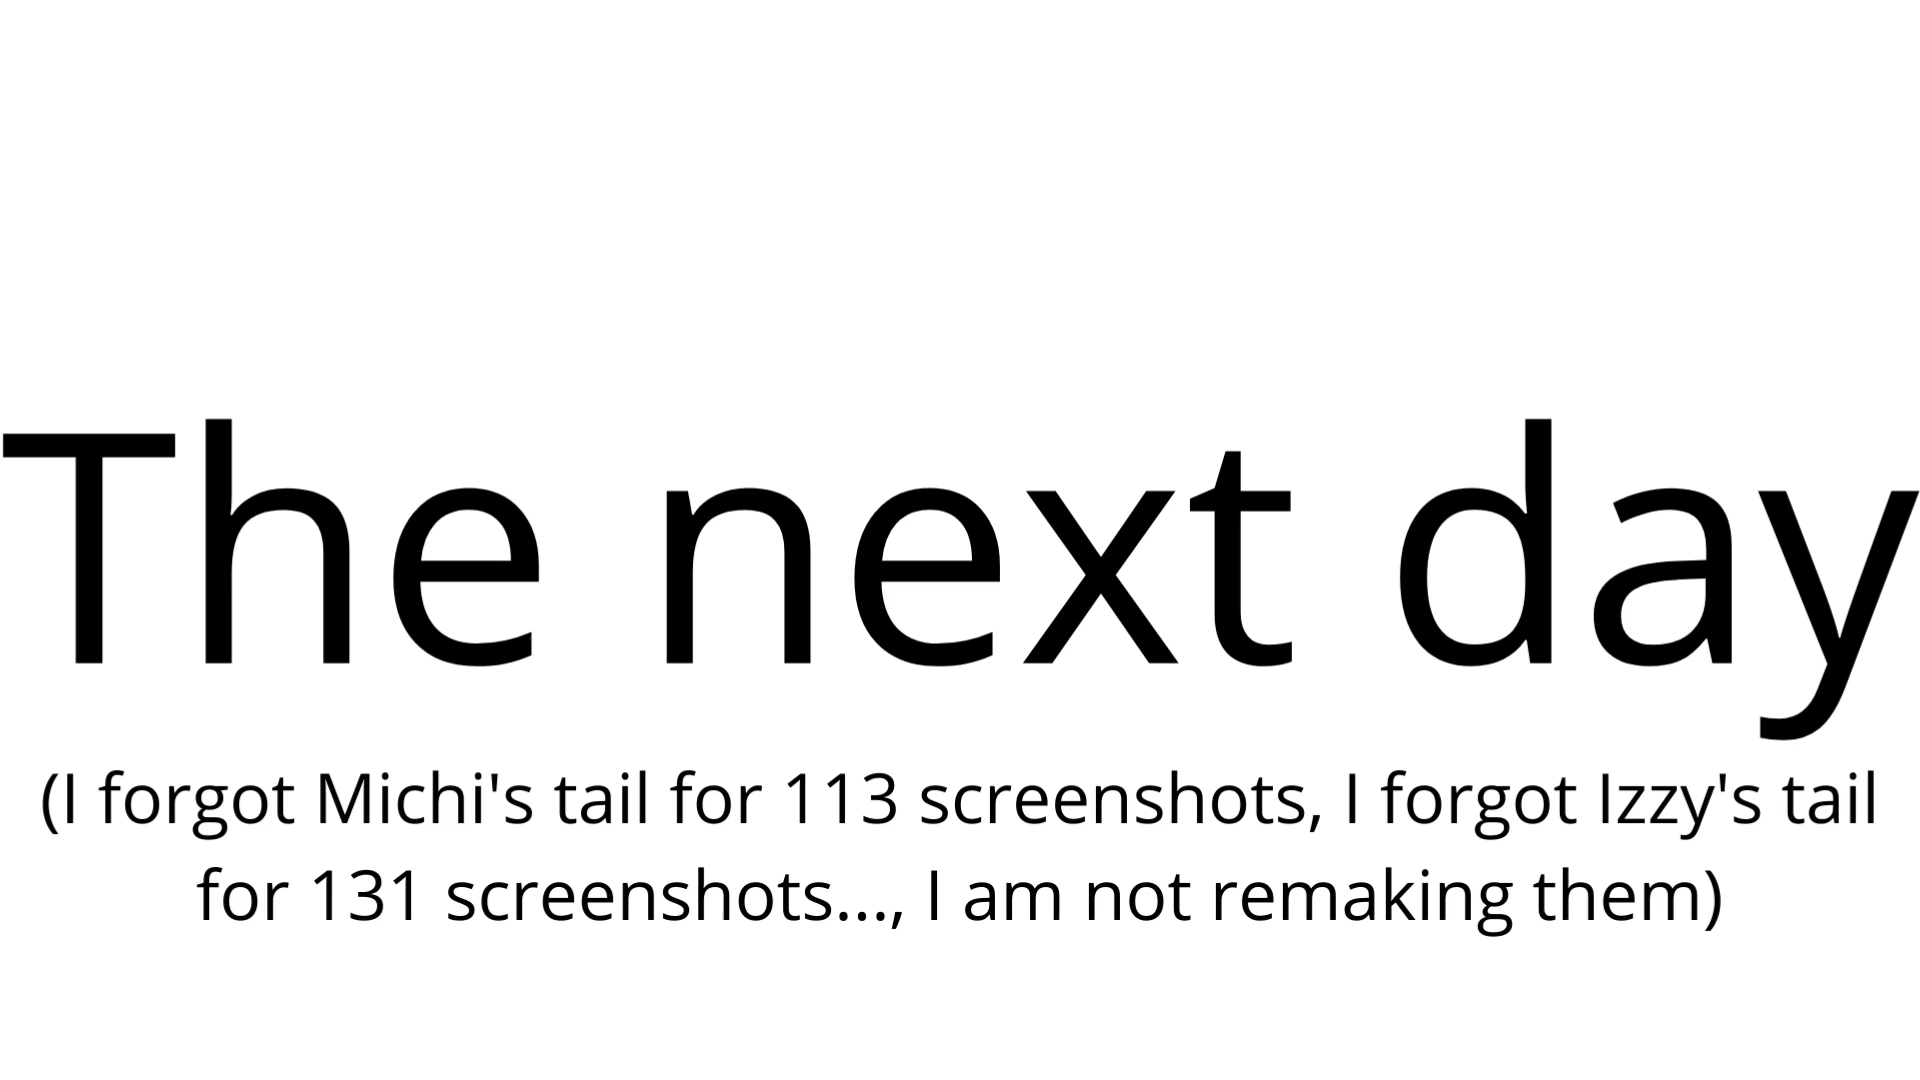 The next day
(I forgot Michi's tail for 113 screenshots, I forgot Izzy's tail
for 131 screenshots..., I am not remaking them)